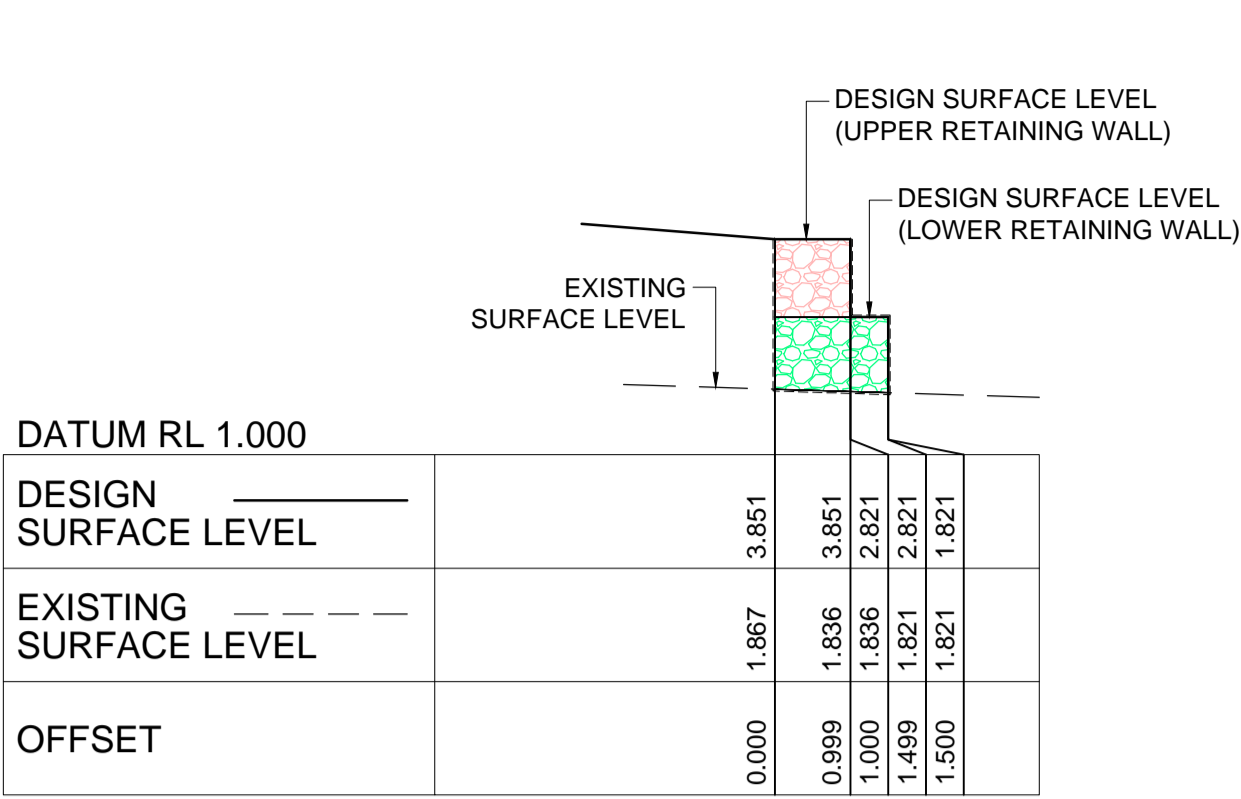 DESIGN SURFACE LEVEL
(UPPER RETAINING WALL)
DESIGN SURFACE LEVEL
(LOWER RETAINING WALL)
EXISTING
SURFACE LEVEL
DATUM RL 1.000
DESIGN
SURFACE LEVEL
3.851
3.851
2.821
2.821
1.821
EXISTING
SURFACE LEVEL
1.867
1.836
1.836
1.821
1.821
OFFSET
0.000
0.999
1.000
1.499
1.500